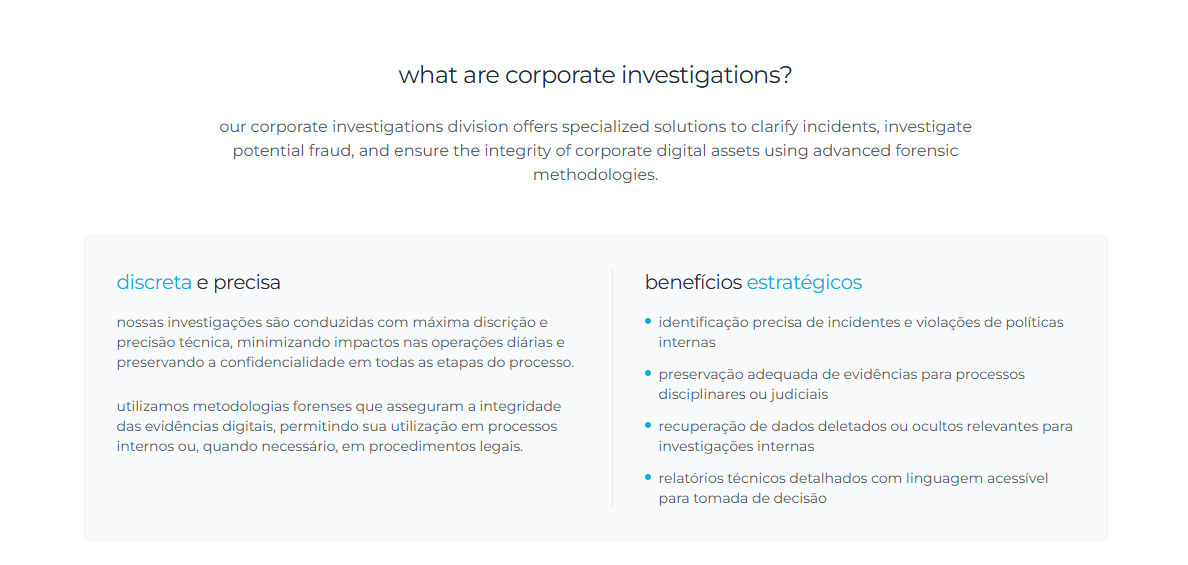 what are corporate investigations?
our corporate investigations division offers specialized solutions to clarify incidents, investigate
potential fraud, and ensure the integrity of corporate digital assets using advanced forensic
methodologies.
discreta e precisa
nossas investigações são conduzidas com máxima discrição e
precisão técnica, minimizando impactos nas operações diárias e
preservando a confidencialidade em todas as etapas do processo.
utilizamos metodologias forenses que asseguram a integridade
das evidências digitais, permitindo sua utilização em processos
internos ou, quando necessário, em procedimentos legais.
benefícios estratégicos
identificação precisa de incidentes e violações de políticas
internas
preservação adequada de evidências para processos
disciplinares ou judiciais
recuperação de dados deletados ou ocultos relevantes para
investigações internas
relatórios técnicos detalhados com linguagem acessível
para tomada de decisão